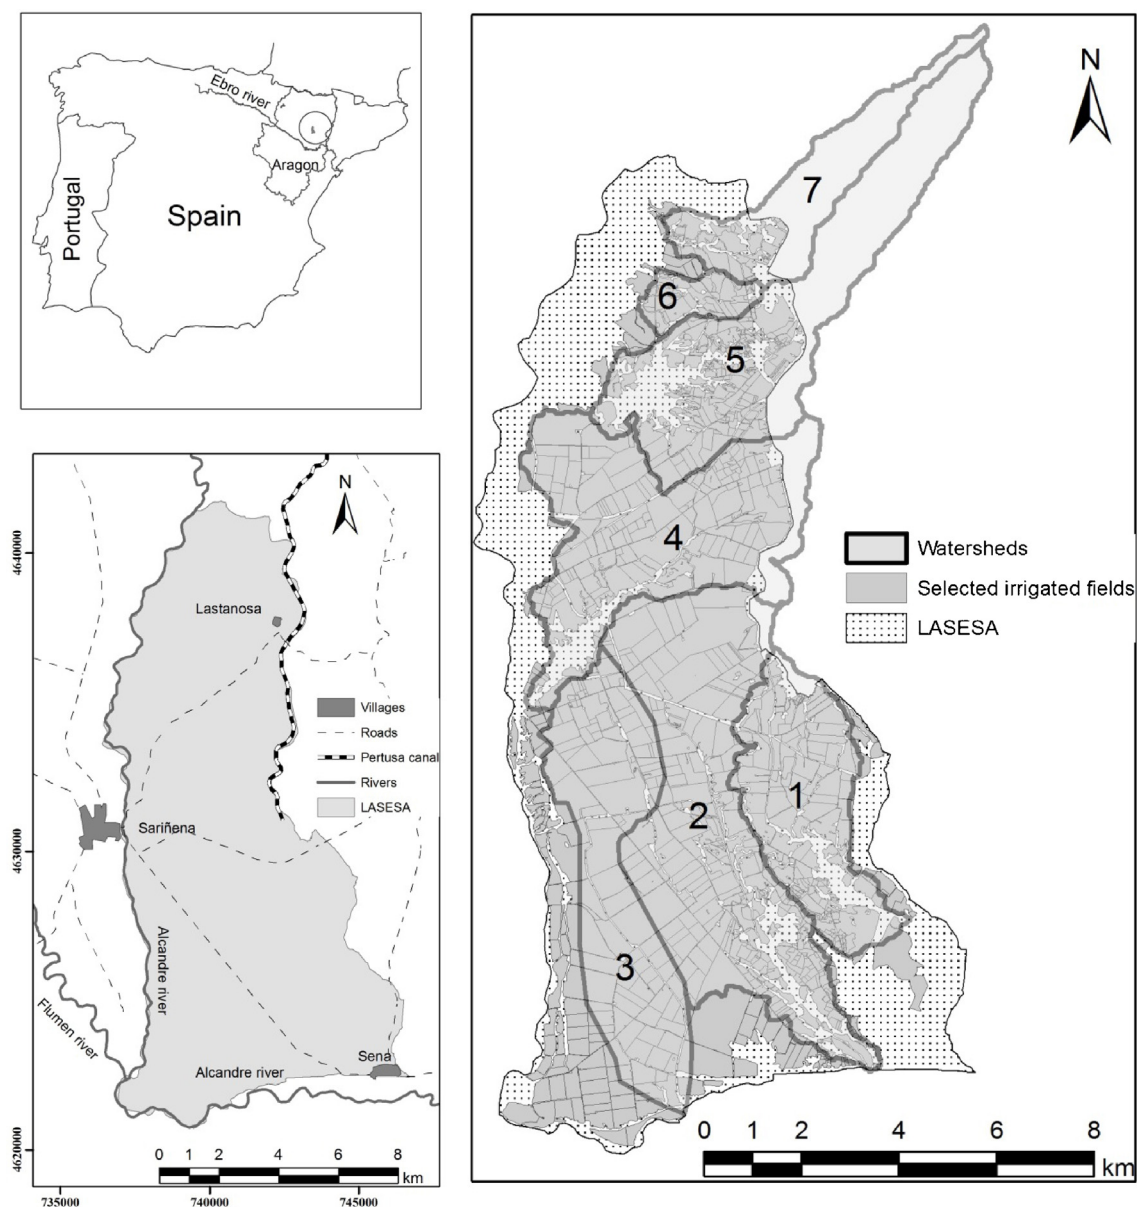 Ebro river
Aragon
Portugal
Spain
N
Lastanosa
Villages
Roads
Pertusa canal
Rivers
LASESA
Sariñena
Alcandre river
Flumen river
Sena
Alcandre river
4640000
4930000
4620000
0 1 2 4 6 8
km
735000 740000 745000
N
7
6
5
4
Watersheds
Selected irrigated fields
LASESA
1
2
3
0 1 2 4 6 8
km